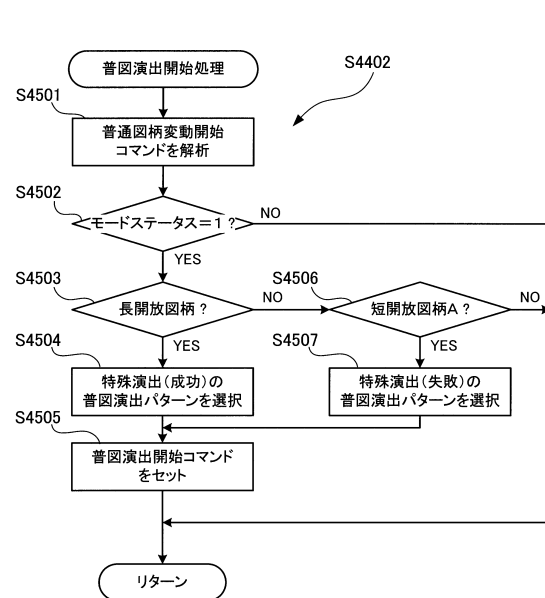 普図演出開始処理
S4402
S4501
普通図柄変動開始
コマンドを解析
S4502
モードステータス＝１？
NO
YES
S4503
長開放図柄？
NO
S4506
短開放図柄A？
NO
YES
YES
S4504
特殊演出（成功）の
普図演出パターンを選択
S4507
特殊演出（失敗）の
普図演出パターンを選択
S4505
普図演出開始コマンド
をセット
リターン